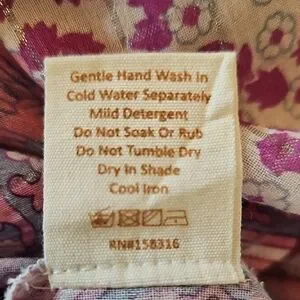 Gentle Hand Wash In
Cold Water Separately
Mild Detergent
Do Not Soak Or Rub
Do Not Tumble Dry
Dry In Shade
Cool Iron
RN#158316